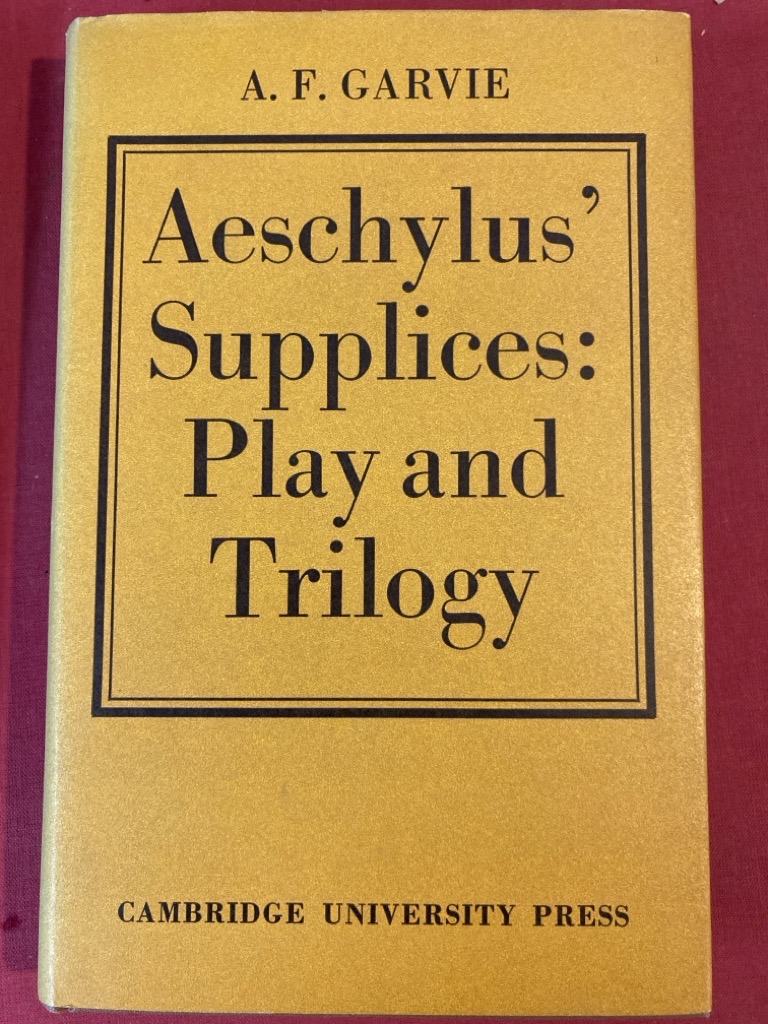 A. F. GARVIE
Aeschylus’
Supplices:
Play and
Trilogy
CAMBRIDGE UNIVERSITY PRESS